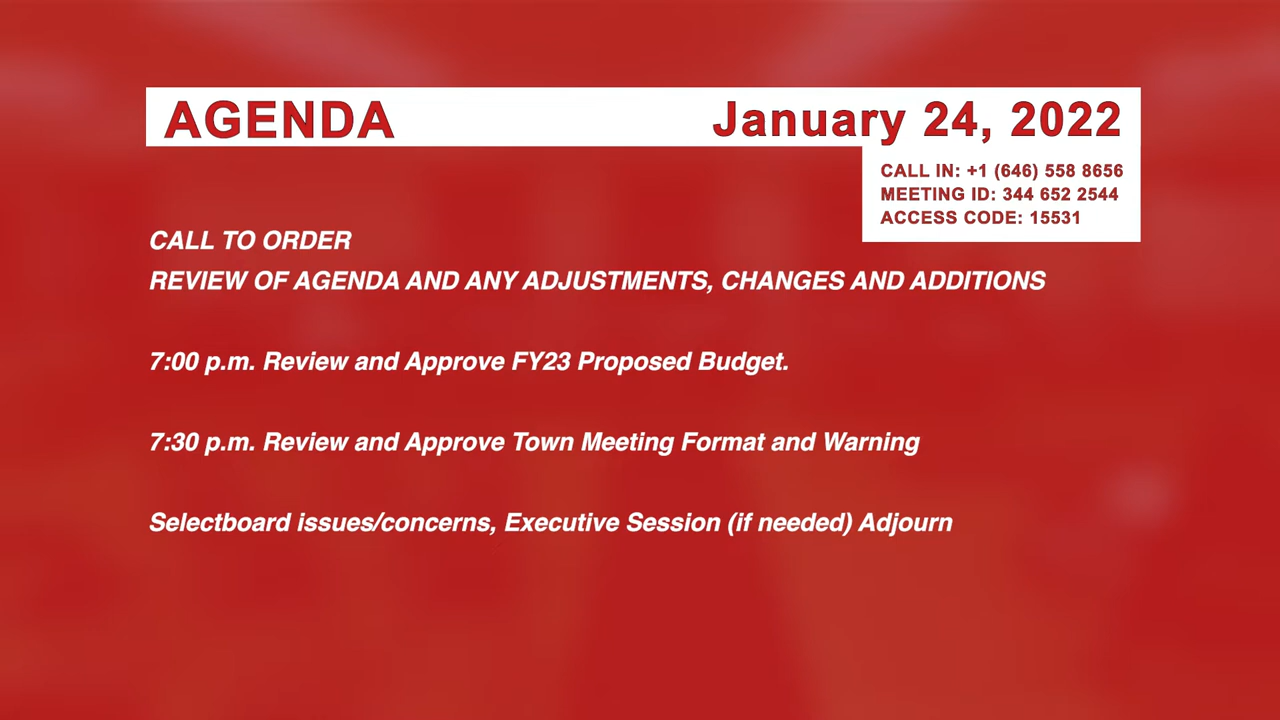 AGENDA
January 24, 2022
CALL IN: +1 (646) 558 8656
MEETING ID: 344 652 2544
ACCESS CODE: 15531
CALL TO ORDER
REVIEW OF AGENDA AND ANY ADJUSTMENTS, CHANGES AND ADDITIONS
7:00 p.m. Review and Approve FY23 Proposed Budget.
7:30 p.m. Review and Approve Town Meeting Format and Warning
Selectboard issues/concerns, Executive Session (if needed) Adjourn